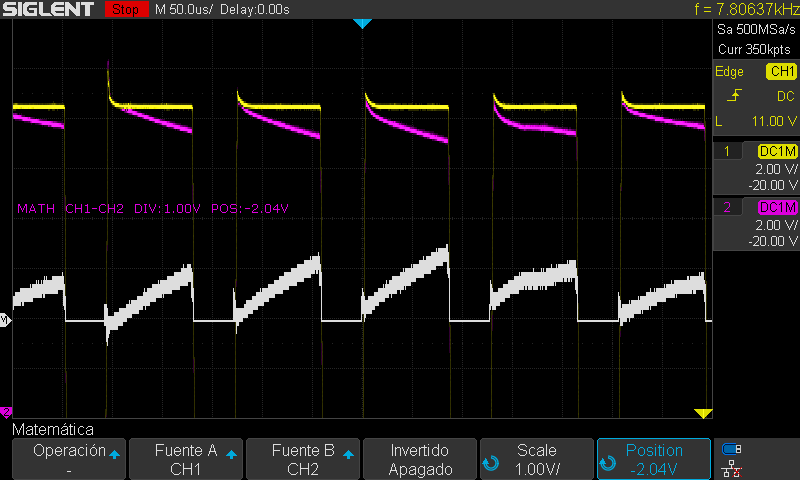 SIGLENT Stop M 50.0us/ Delay:0.00s f = 7.80637kHz
Sa 500MSa/s
Curr 350kpts
Edge CH1
DC
L 11.00 V
1 DC1M
2.00 V/
-20.00 V
2 DC1M
2.00 V/
-20.00 V
MATH CH1-CH2 DIV:1.00V POS:-2.04V
M
2
Matemática
Operación Fuente A Fuente B Invertido Scale Position
- CH1 CH2 Apagado 1.00V/ -2.04V